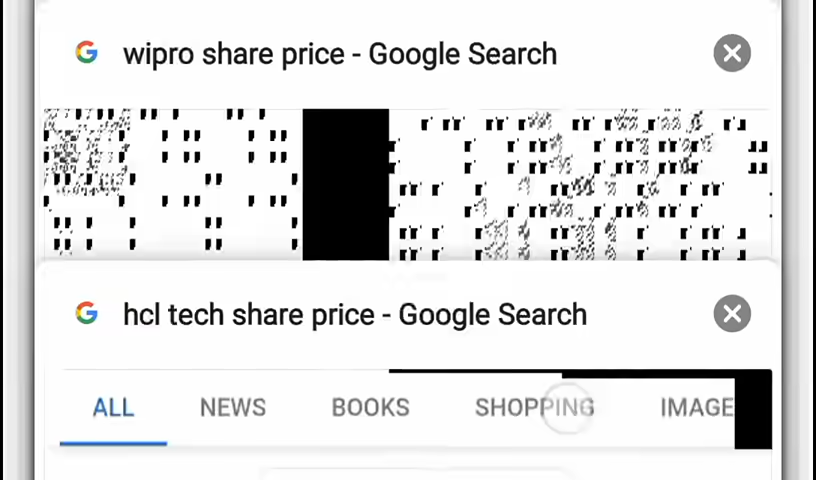 wipro share price - Google Search
hcl tech share price - Google Search
ALL NEWS BOOKS SHOPPING IMAGE